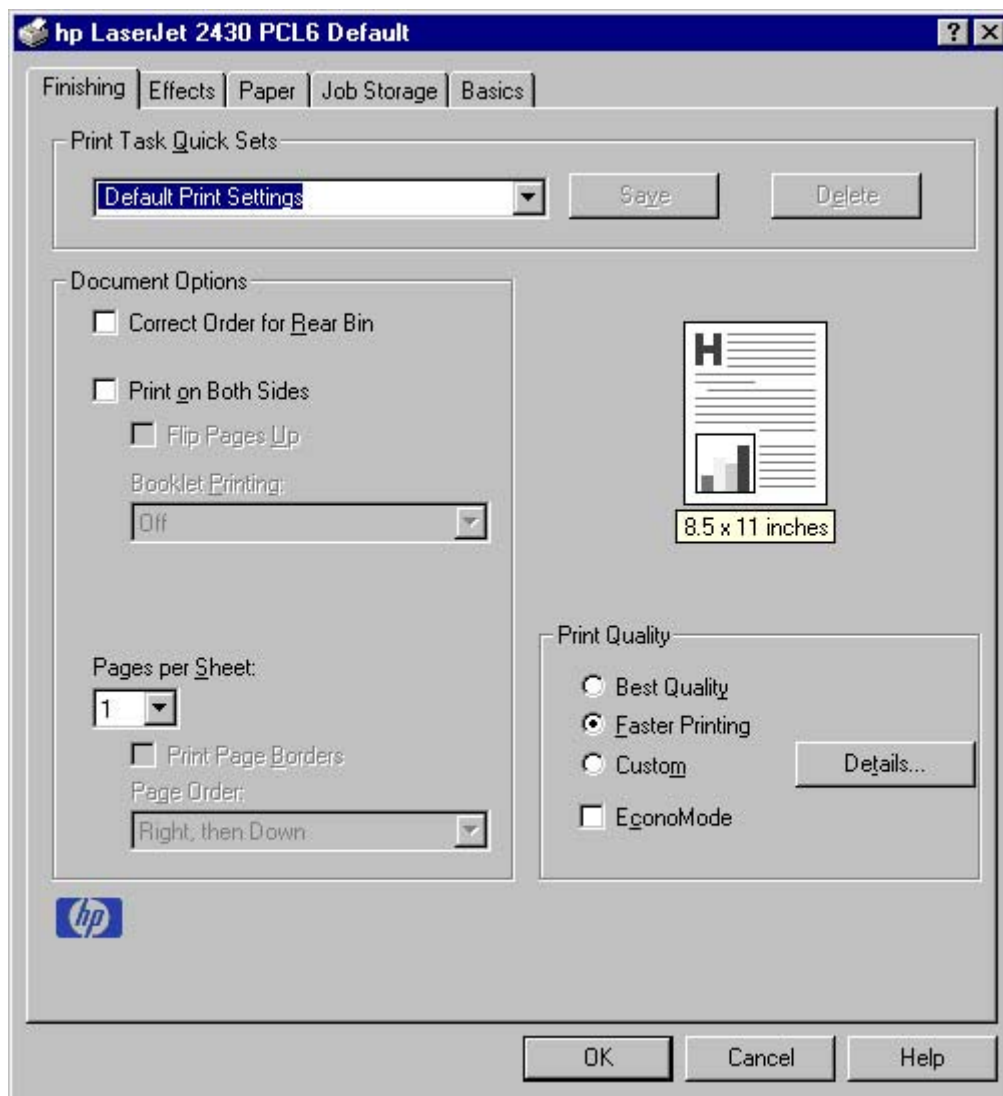 hp LaserJet 2430 PCL6 Default
Finishing Effects Paper Job Storage Basics
Print Task Quick Sets
Default Print Settings Save Delete
Document Options
Correct Order for Rear Bin
Print on Both Sides
Flip Pages Up
Booklet Printing:
Off
H
8.5 x 11 inches
Pages per Sheet:
1
Print Page Borders
Page Order:
Right, then Down
Print Quality
Best Quality
Faster Printing
Custom Details...
EconoMode
hp
OK Cancel Help